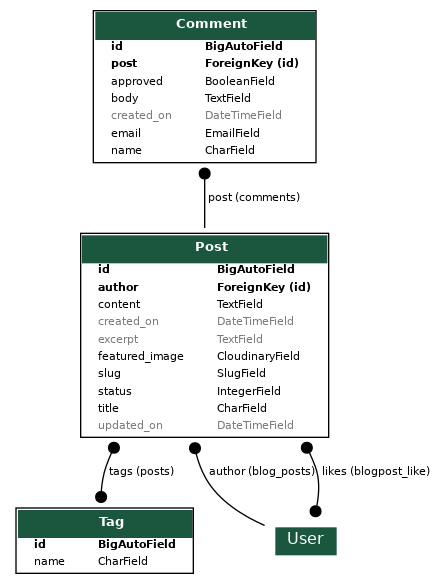 Comment
id BigAutoField
post ForeignKey (id)
approved BooleanField
body TextField
created_on DateTimeField
email EmailField
name CharField
post (comments)
Post
id BigAutoField
author ForeignKey (id)
content TextField
created_on DateTimeField
excerpt TextField
featured_image CloudinaryField
slug SlugField
status IntegerField
title CharField
updated_on DateTimeField
tags (posts) author (blog_posts) likes (blogpost_like)
Tag
id BigAutoField
name CharField
User